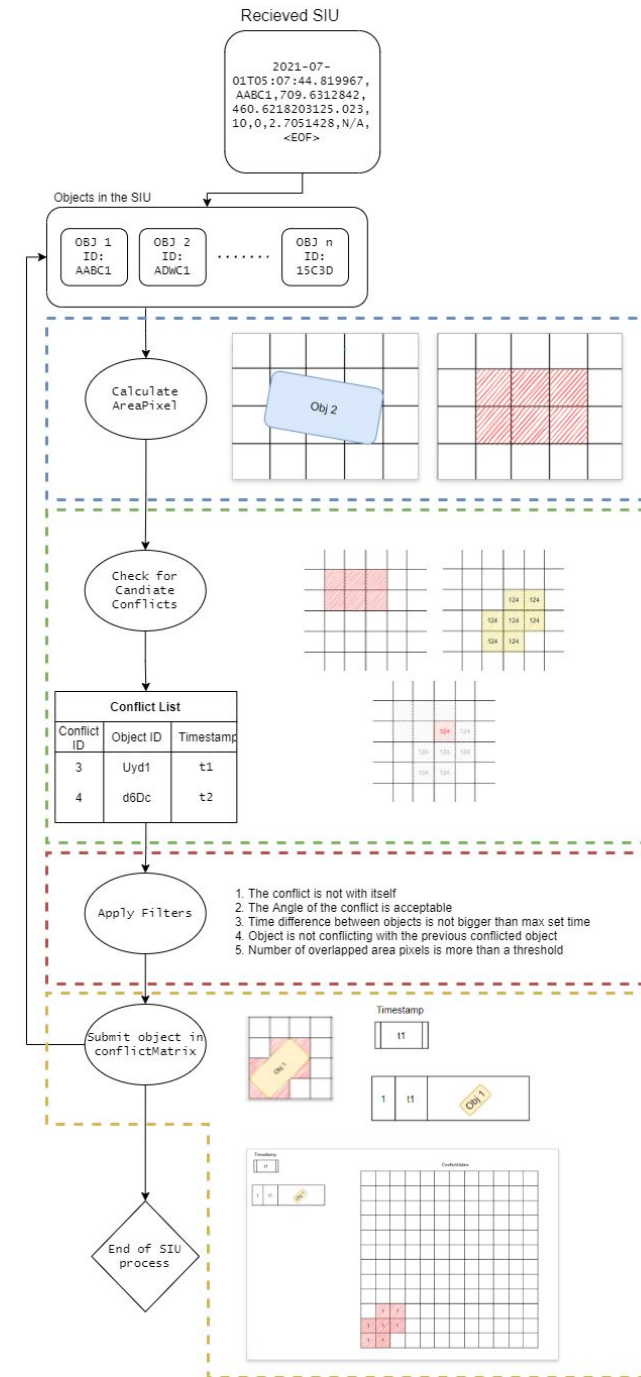 Recieved SIU
2021-07-
01T05:07:44.819967,
AABC1,709.6312842,
460.6218203125.023,
10,0,2.7051428,N/A,
<EOF>
Objects in the SIU
OBJ 1
ID:
AABC1
OBJ 2
ID:
ADWC1
.......
OBJ n
ID:
15C3D
Calculate
AreaPixel
Obj 2
Check for
Candiate
Conflicts
124 124
124 124 124
124 124
124 124
124 124 124
124 124
Conflict List
Conflict ID Object ID Timestamp
3 Uyd1 t1
4 d6Dc t2
Apply Filters
1. The conflict is not with itself
2. The Angle of the conflict is acceptable
3. Time difference between objects is not bigger than max set time
4. Object is not conflicting with the previous conflicted object
5. Number of overlapped area pixels is more than a threshold
Submit object in
conflictMatrix
Obj 1
Timestamp
t1
1 t1 Obj 1
Timestamp
t1
1 t1 Obj 1
ConflictMatrix
1 1
1 1 1
1 1
End of SIU
process